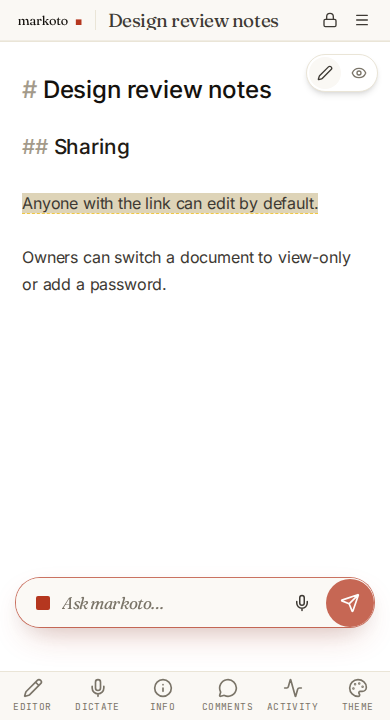 markoto
Design review notes
# Design review notes
## Sharing
Anyone with the link can edit by default.
Owners can switch a document to view-only
or add a password.
Ask markoto...
EDITOR
DICTATE
INFO
COMMENTS
ACTIVITY
THEME